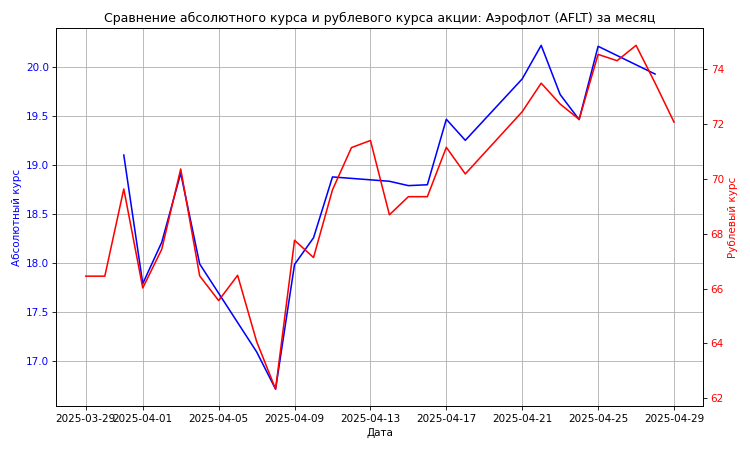 Сравнение абсолютного курса и рублевого курса акции: Аэрофлот (AFLT) за месяц
20.0
19.5
19.0
18.5
18.0
17.5
17.0
Абсолютный курс
74
72
70
68
66
64
62
Рублевый курс
2025-03-29 2025-04-01 2025-04-05 2025-04-09 2025-04-13 2025-04-17 2025-04-21 2025-04-25 2025-04-29
Дата